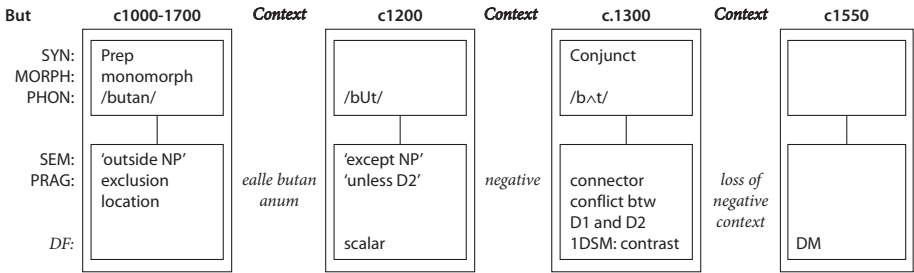 But c1000-1700 Context c1200 Context c.1300 Context c1550
SYN: Prep Conjunct
MORPH: monomorph
PHON: /butan/ /bUt/ /b∧t/
SEM: ‘outside NP’ ‘except NP’
PRAG: exclusion ealle butan ‘unless D2’ negative connector loss of
location anum conflict btw negative
D1 and D2 context
DF: scalar 1DSM: contrast DM